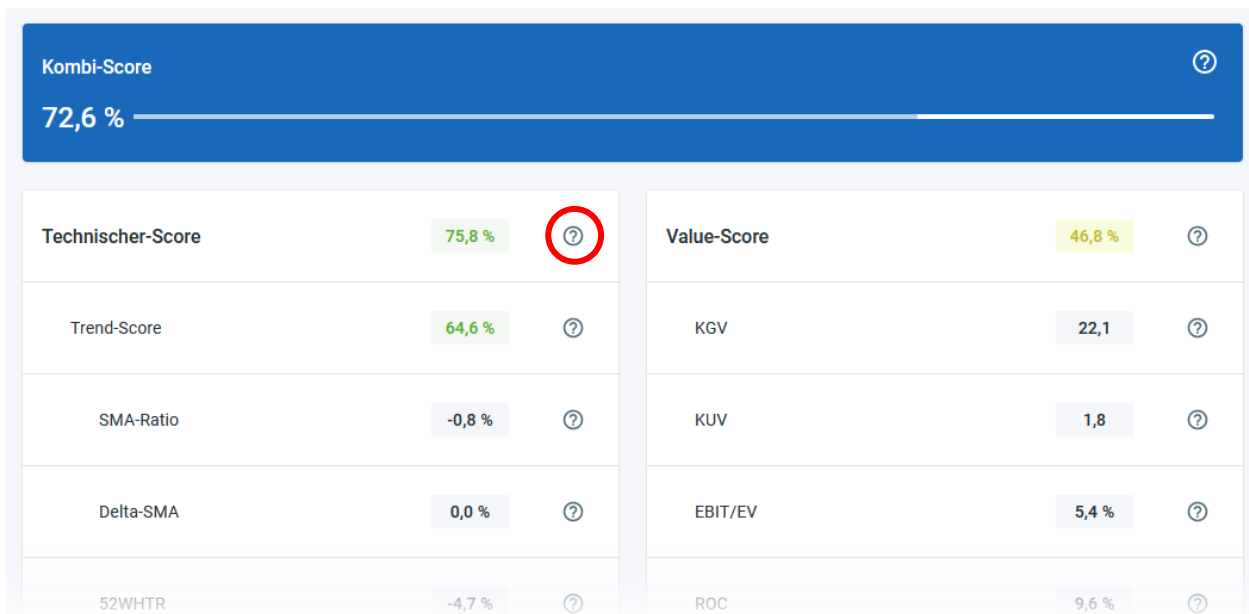 Kombi-Score
72,6 %
Technischer-Score 75,8 %
Trend-Score 64,6 %
SMA-Ratio -0,8 %
Delta-SMA 0,0 %
52WHTR -4,7 %
Value-Score 46,8 %
KGV 22,1
KUV 1,8
EBIT/EV 5,4 %
ROC 9,6 %